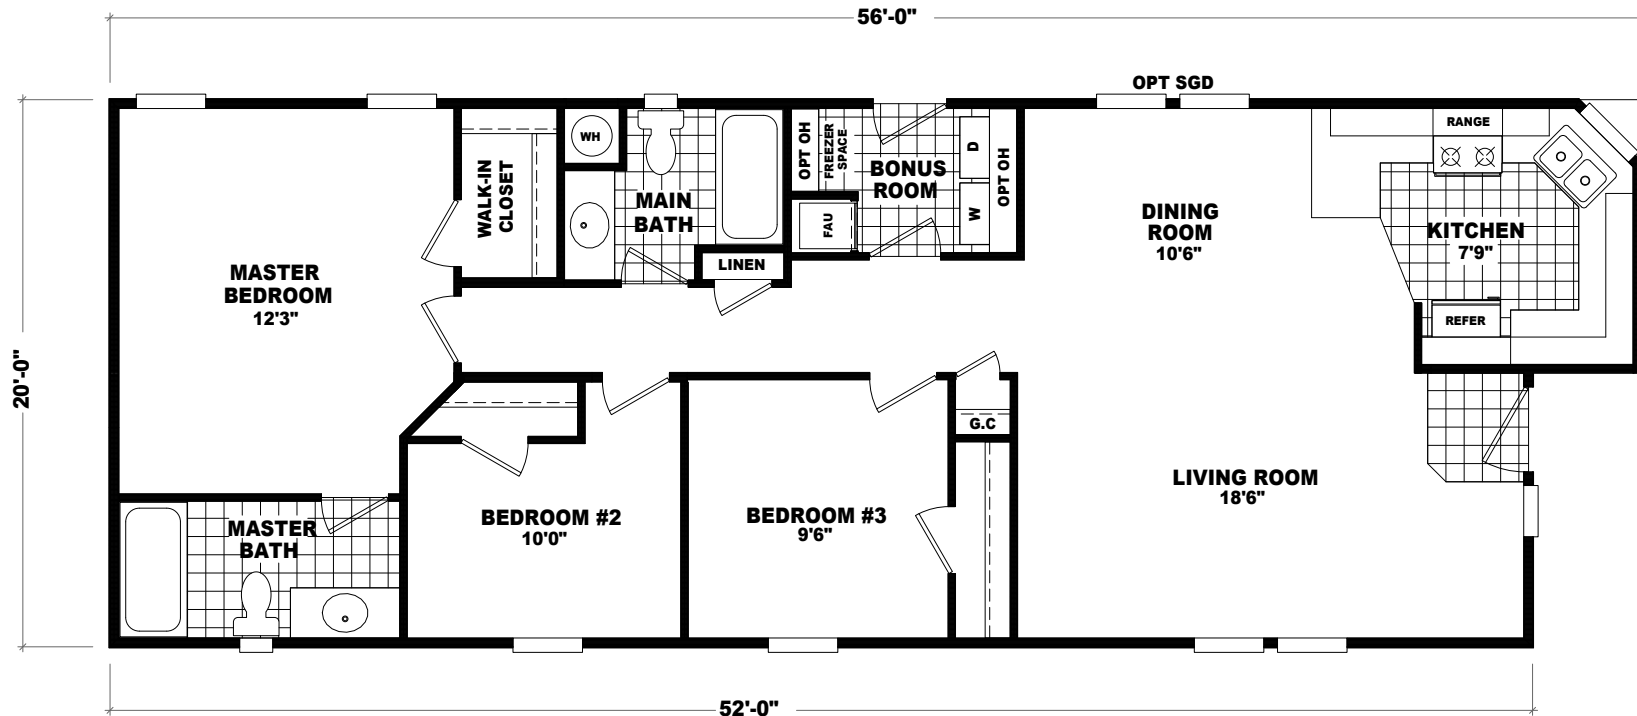 56'-0"
OPT SGD
RANGE
WH
OPT OH
FREEZER
SPACE
D
OPT OH
BONUS
ROOM
WALK-IN
CLOSET
MAIN
BATH
W
FAU
DINING
ROOM
10'6"
KITCHEN
7'9"
LINEN
MASTER
BEDROOM
12'3"
REFER
20'-0"
G.C
LIVING ROOM
18'6"
BEDROOM #2
10'0"
BEDROOM #3
9'6"
MASTER
BATH
52'-0"